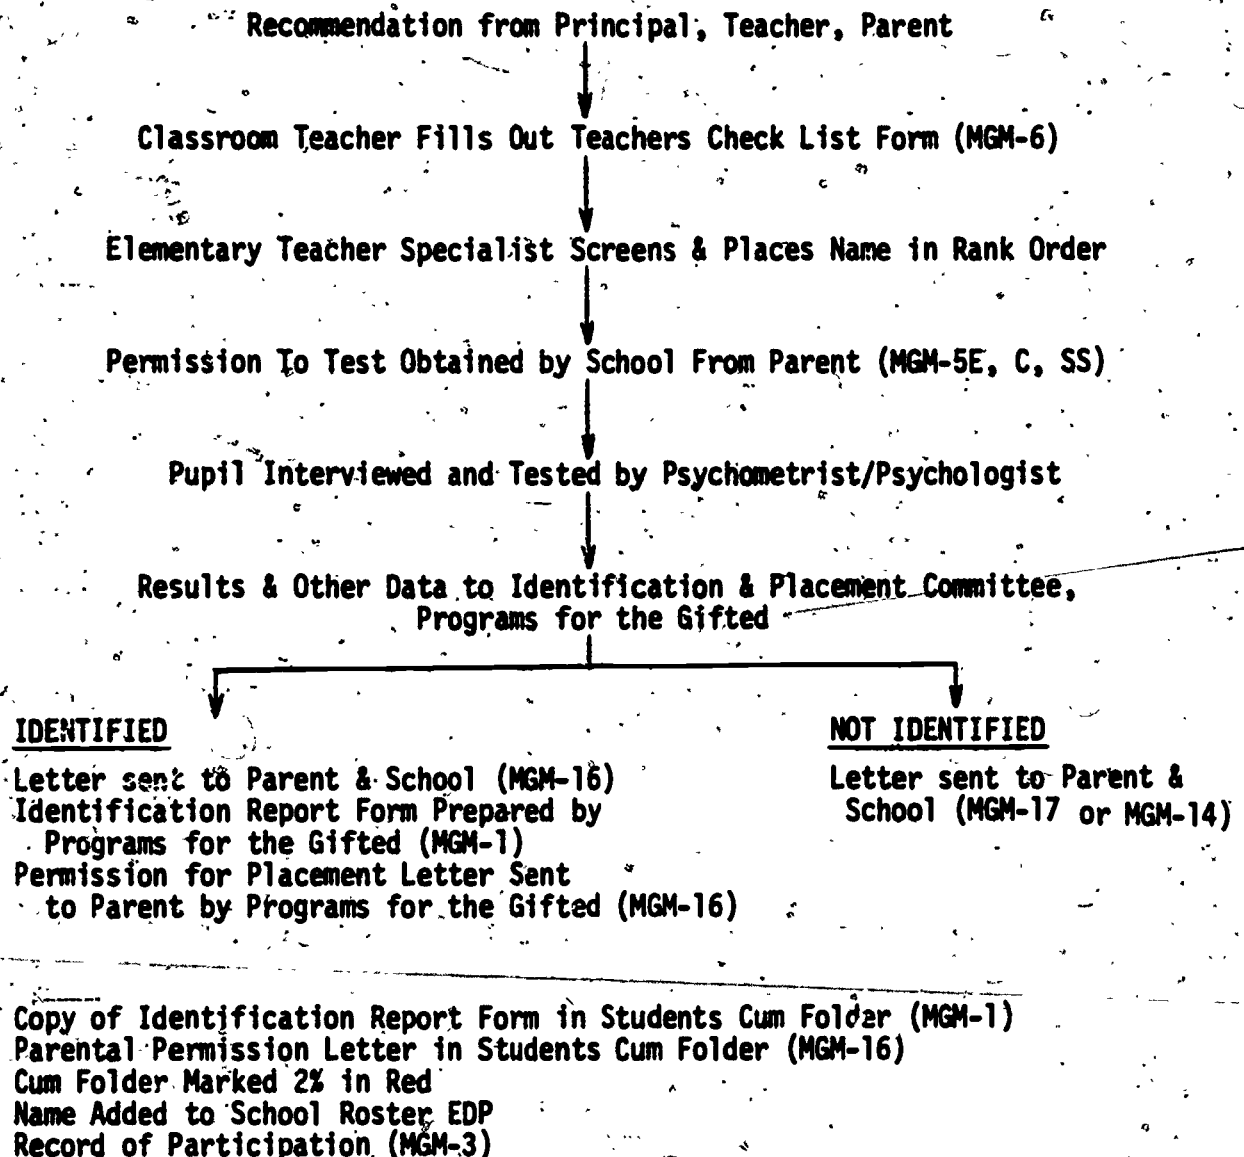 Recommendation from Principal, Teacher, Parent
Classroom Teacher Fills Out Teachers Check List Form (MGM-6)
Elementary Teacher Specialist Screens & Places Name in Rank Order
Permission To Test Obtained by School From Parent (MGM-5E, C, SS)
Pupil Interviewed and Tested by Psychometrist/Psychologist
Results & Other Data to Identification & Placement Committee,
Programs for the Gifted
IDENTIFIED
Letter sent to Parent & School (MGM-16)
Identification Report Form Prepared by
Programs for the Gifted (MGM-1)
Permission for Placement Letter Sent
to Parent by Programs for the Gifted (MGM-16)
NOT IDENTIFIED
Letter sent to Parent &
School (MGM-17 or MGM-14)
Copy of Identification Report Form in Students Cum Folder (MGM-1)
Parental Permission Letter in Students Cum Folder (MGM-16)
Cum Folder Marked 2% in Red
Name Added to School Roster EDP
Record of Participation (MGM-3)